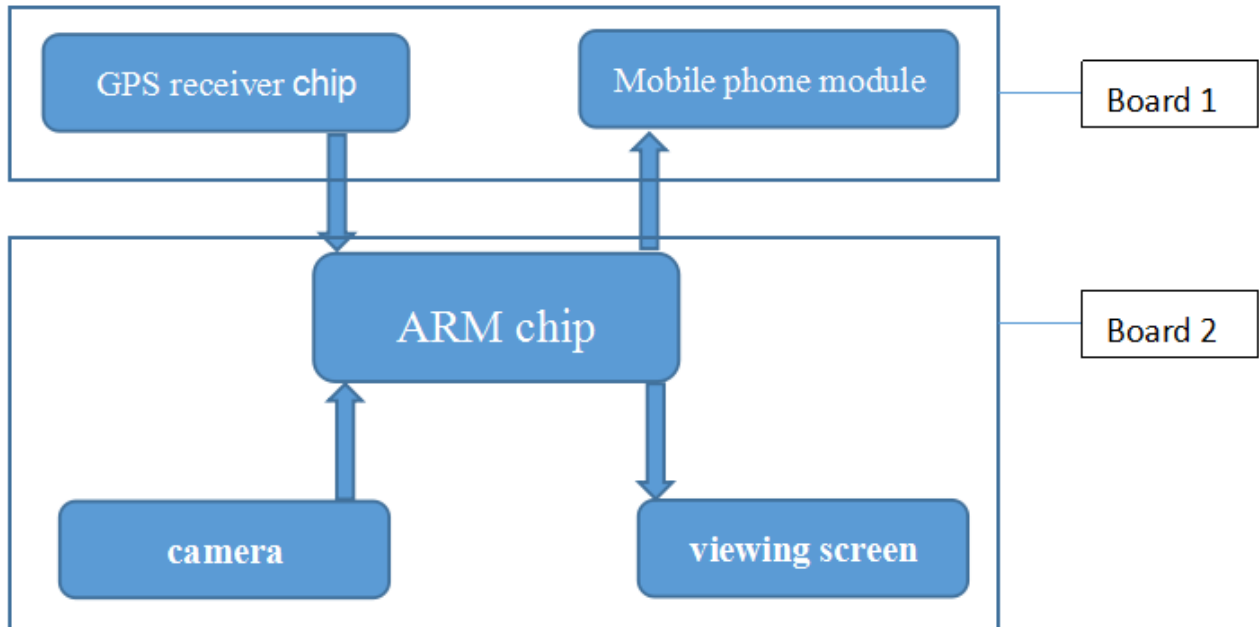 GPS receiver chip
Mobile phone module
Board 1
ARM chip
Board 2
camera
viewing screen